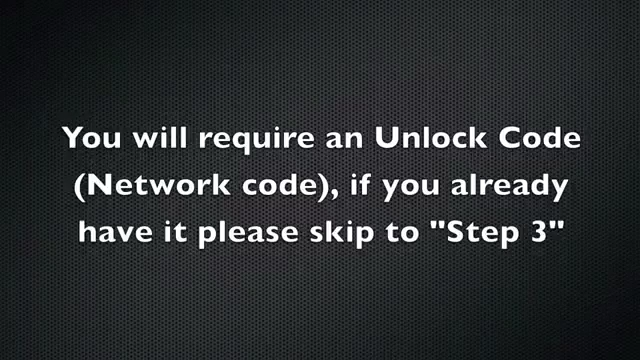 You will require an Unlock Code
(Network code), if you already
have it please skip to "Step 3"